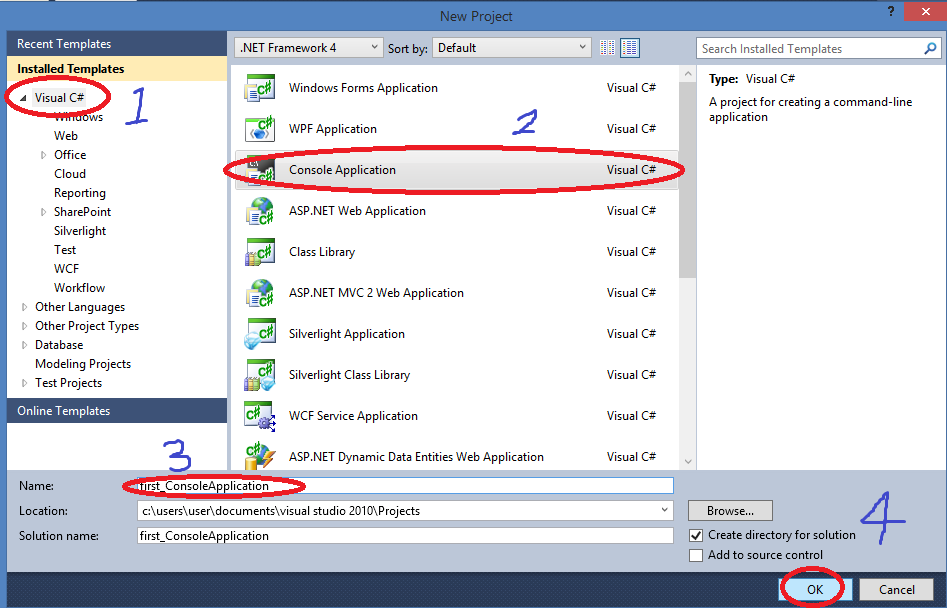 New Project
?
Recent Templates
Installed Templates
Visual C#
Windows
Web
Office
Cloud
Reporting
SharePoint
Silverlight
Test
WCF
Workflow
Other Languages
Other Project Types
Database
Modeling Projects
Test Projects
Online Templates
1
.NET Framework 4
Sort by: Default
2
Windows Forms Application Visual C#
WPF Application Visual C#
Console Application Visual C#
ASP.NET Web Application Visual C#
Class Library Visual C#
ASP.NET MVC 2 Web Application Visual C#
Silverlight Application Visual C#
Silverlight Class Library Visual C#
WCF Service Application Visual C#
ASP.NET Dynamic Data Entities Web Application Visual C#
Search Installed Templates
Type: Visual C#
A project for creating a command-line
application
3
Name: first_ConsoleApplication
Location: c:\users\user\documents\visual studio 2010\Projects
Browse...
Solution name: first_ConsoleApplication
Create directory for solution
Add to source control
4
OK
Cancel